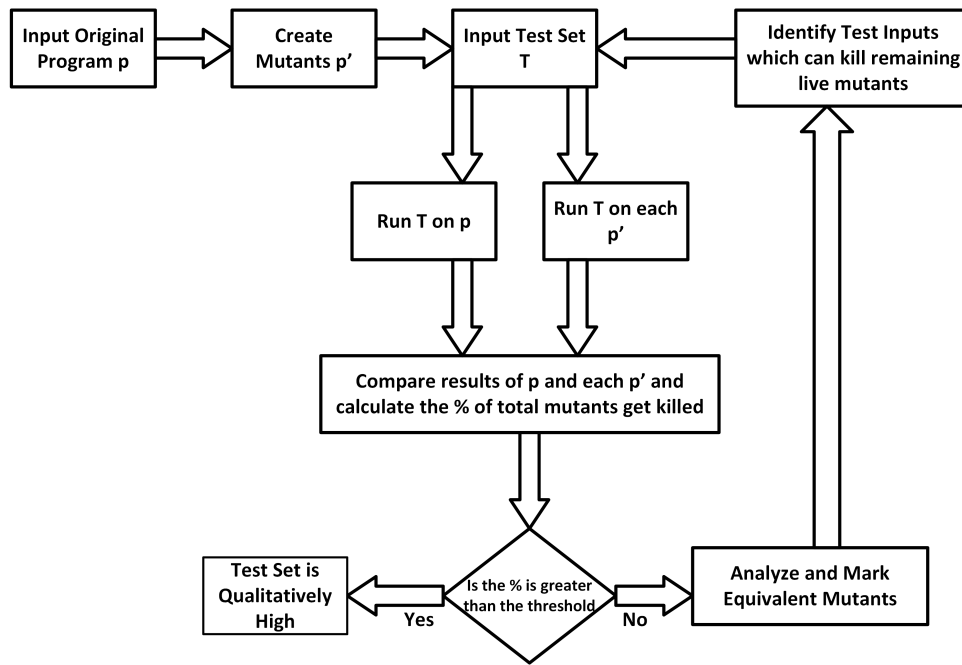 Input Original
Program p
Create
Mutants p’
Input Test Set
T
Identify Test Inputs
which can kill remaining
live mutants
Run T on p
Run T on each
p’
Compare results of p and each p’ and
calculate the % of total mutants get killed
Is the % is greater
than the threshold
Yes
No
Test Set is
Qualitatively
High
Analyze and Mark
Equivalent Mutants